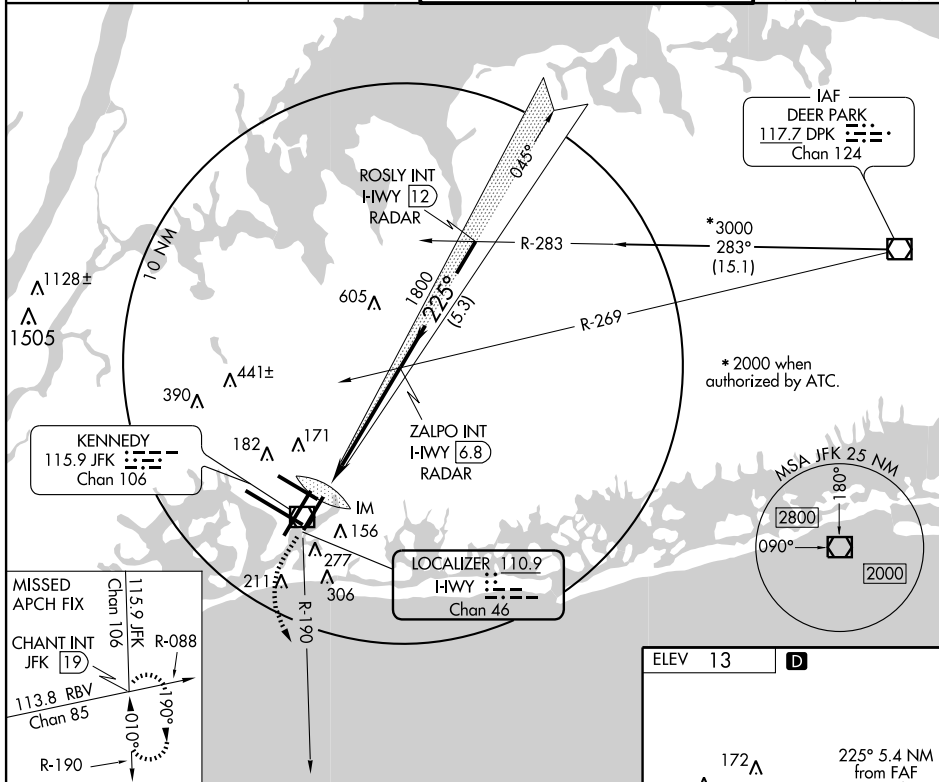 IAF
DEER PARK
117.7 DPK
Chan 124
ROSLY INT
I-IWY 12
RADAR
045°
10 NM
R-283
*3000
283°
(15.1)
1128±
1505
605
1800
225°
(5.3)
R-269
* 2000 when
authorized by ATC.
441±
390
182
171
KENNEDY
115.9 JFK
Chan 106
ZALPO INT
I-IWY 6.8
RADAR
IM
156
277
211
306
R-190
LOCALIZER 110.9
I-IWY
Chan 46
MSA JFK 25 NM
180°
2800
090°
2000
MISSED
APCH FIX
115.9 JFK
Chan 106
CHANT INT
JFK 19
R-088
113.8 RBV
Chan 85
190°
010°
R-190
ELEV 13
D
172
225° 5.4 NM
from FAF